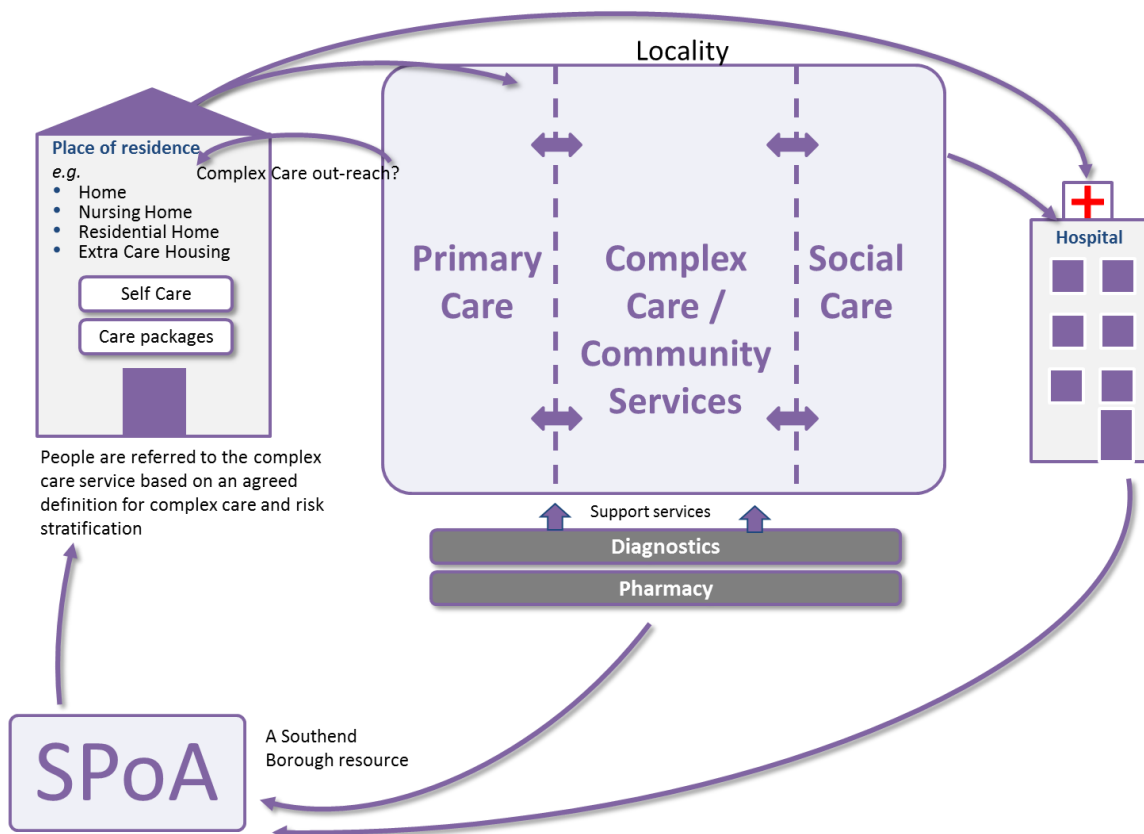 Locality
Place of residence
e.g.
• Home
• Nursing Home
• Residential Home
• Extra Care Housing
Self Care
Care packages
Complex Care out-reach?
Primary
Care
Complex
Care /
Community
Services
Social
Care
Hospital
People are referred to the complex
care service based on an agreed
definition for complex care and risk
stratification
Support services
Diagnostics
Pharmacy
SPoA
A Southend
Borough resource